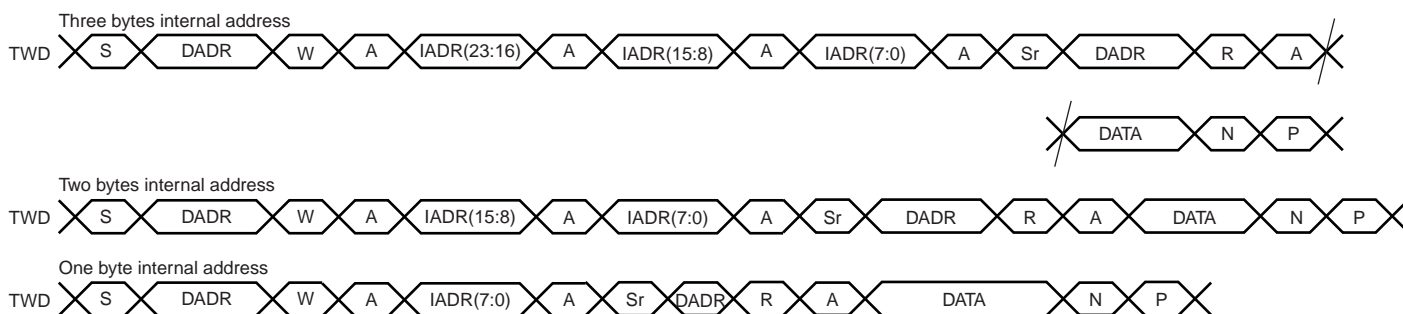 Three bytes internal address
TWD S DADR W A IADR(23:16) A IADR(15:8) A IADR(7:0) A Sr DADR R A
DATA N P
Two bytes internal address
TWD S DADR W A IADR(15:8) A IADR(7:0) A Sr DADR R A DATA N P
One byte internal address
TWD S DADR W A IADR(7:0) A Sr DADR R A DATA N P